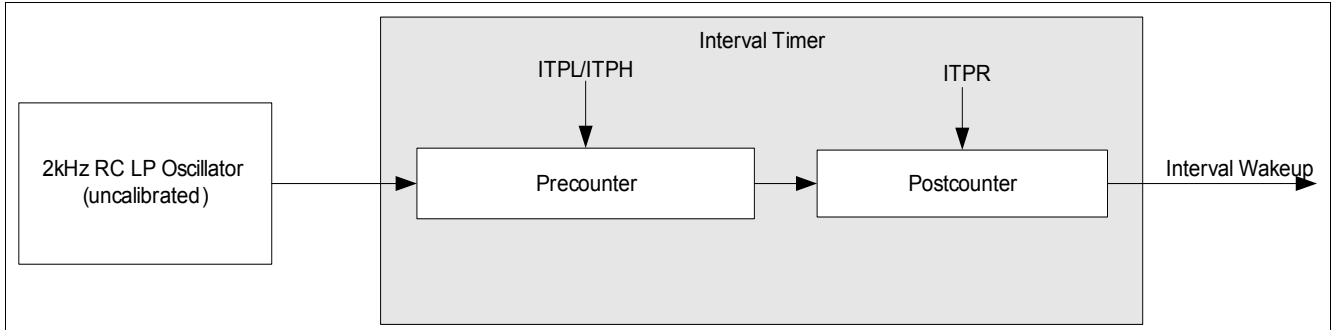 Interval Timer
ITPL/ITPH
ITPR
2kHz RC LP Oscillator
(uncalibrated)
Precounter
Postcounter
Interval Wakeup